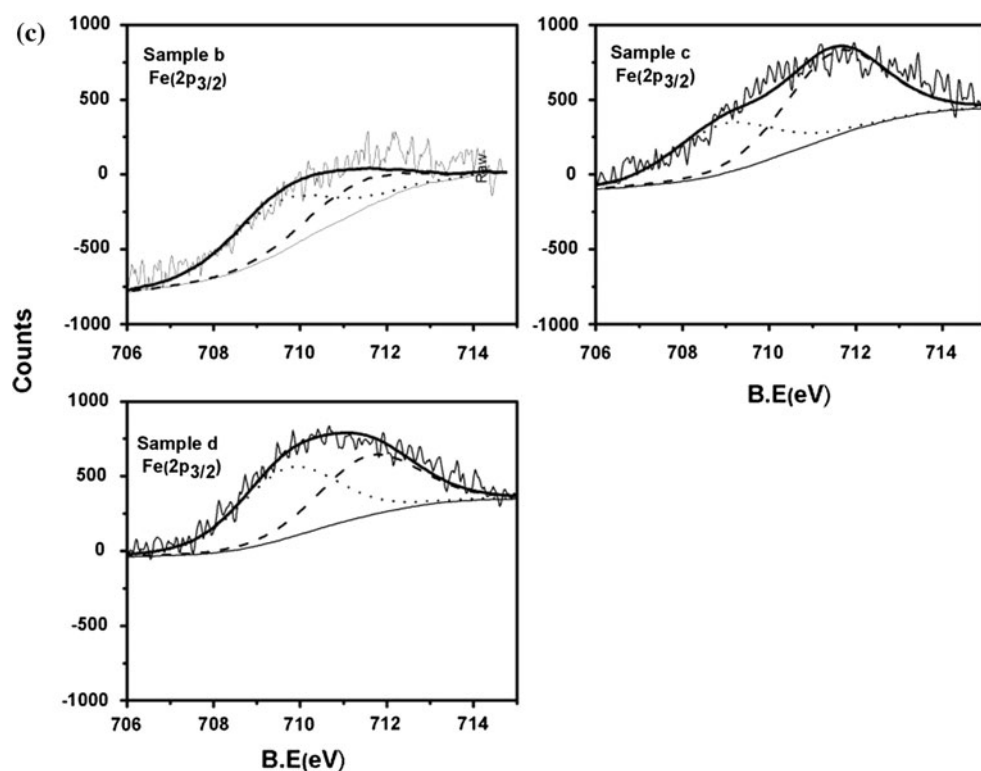 (c)
Counts
Sample b
Fe(2p3/2)
1000
500
0
-500
-1000
706 708 710 712 714
Raw
Sample c
Fe(2p3/2)
1000
500
0
-500
-1000
706 708 710 712 714
B.E(eV)
Sample d
Fe(2p3/2)
1000
500
0
-500
-1000
706 708 710 712 714
B.E(eV)